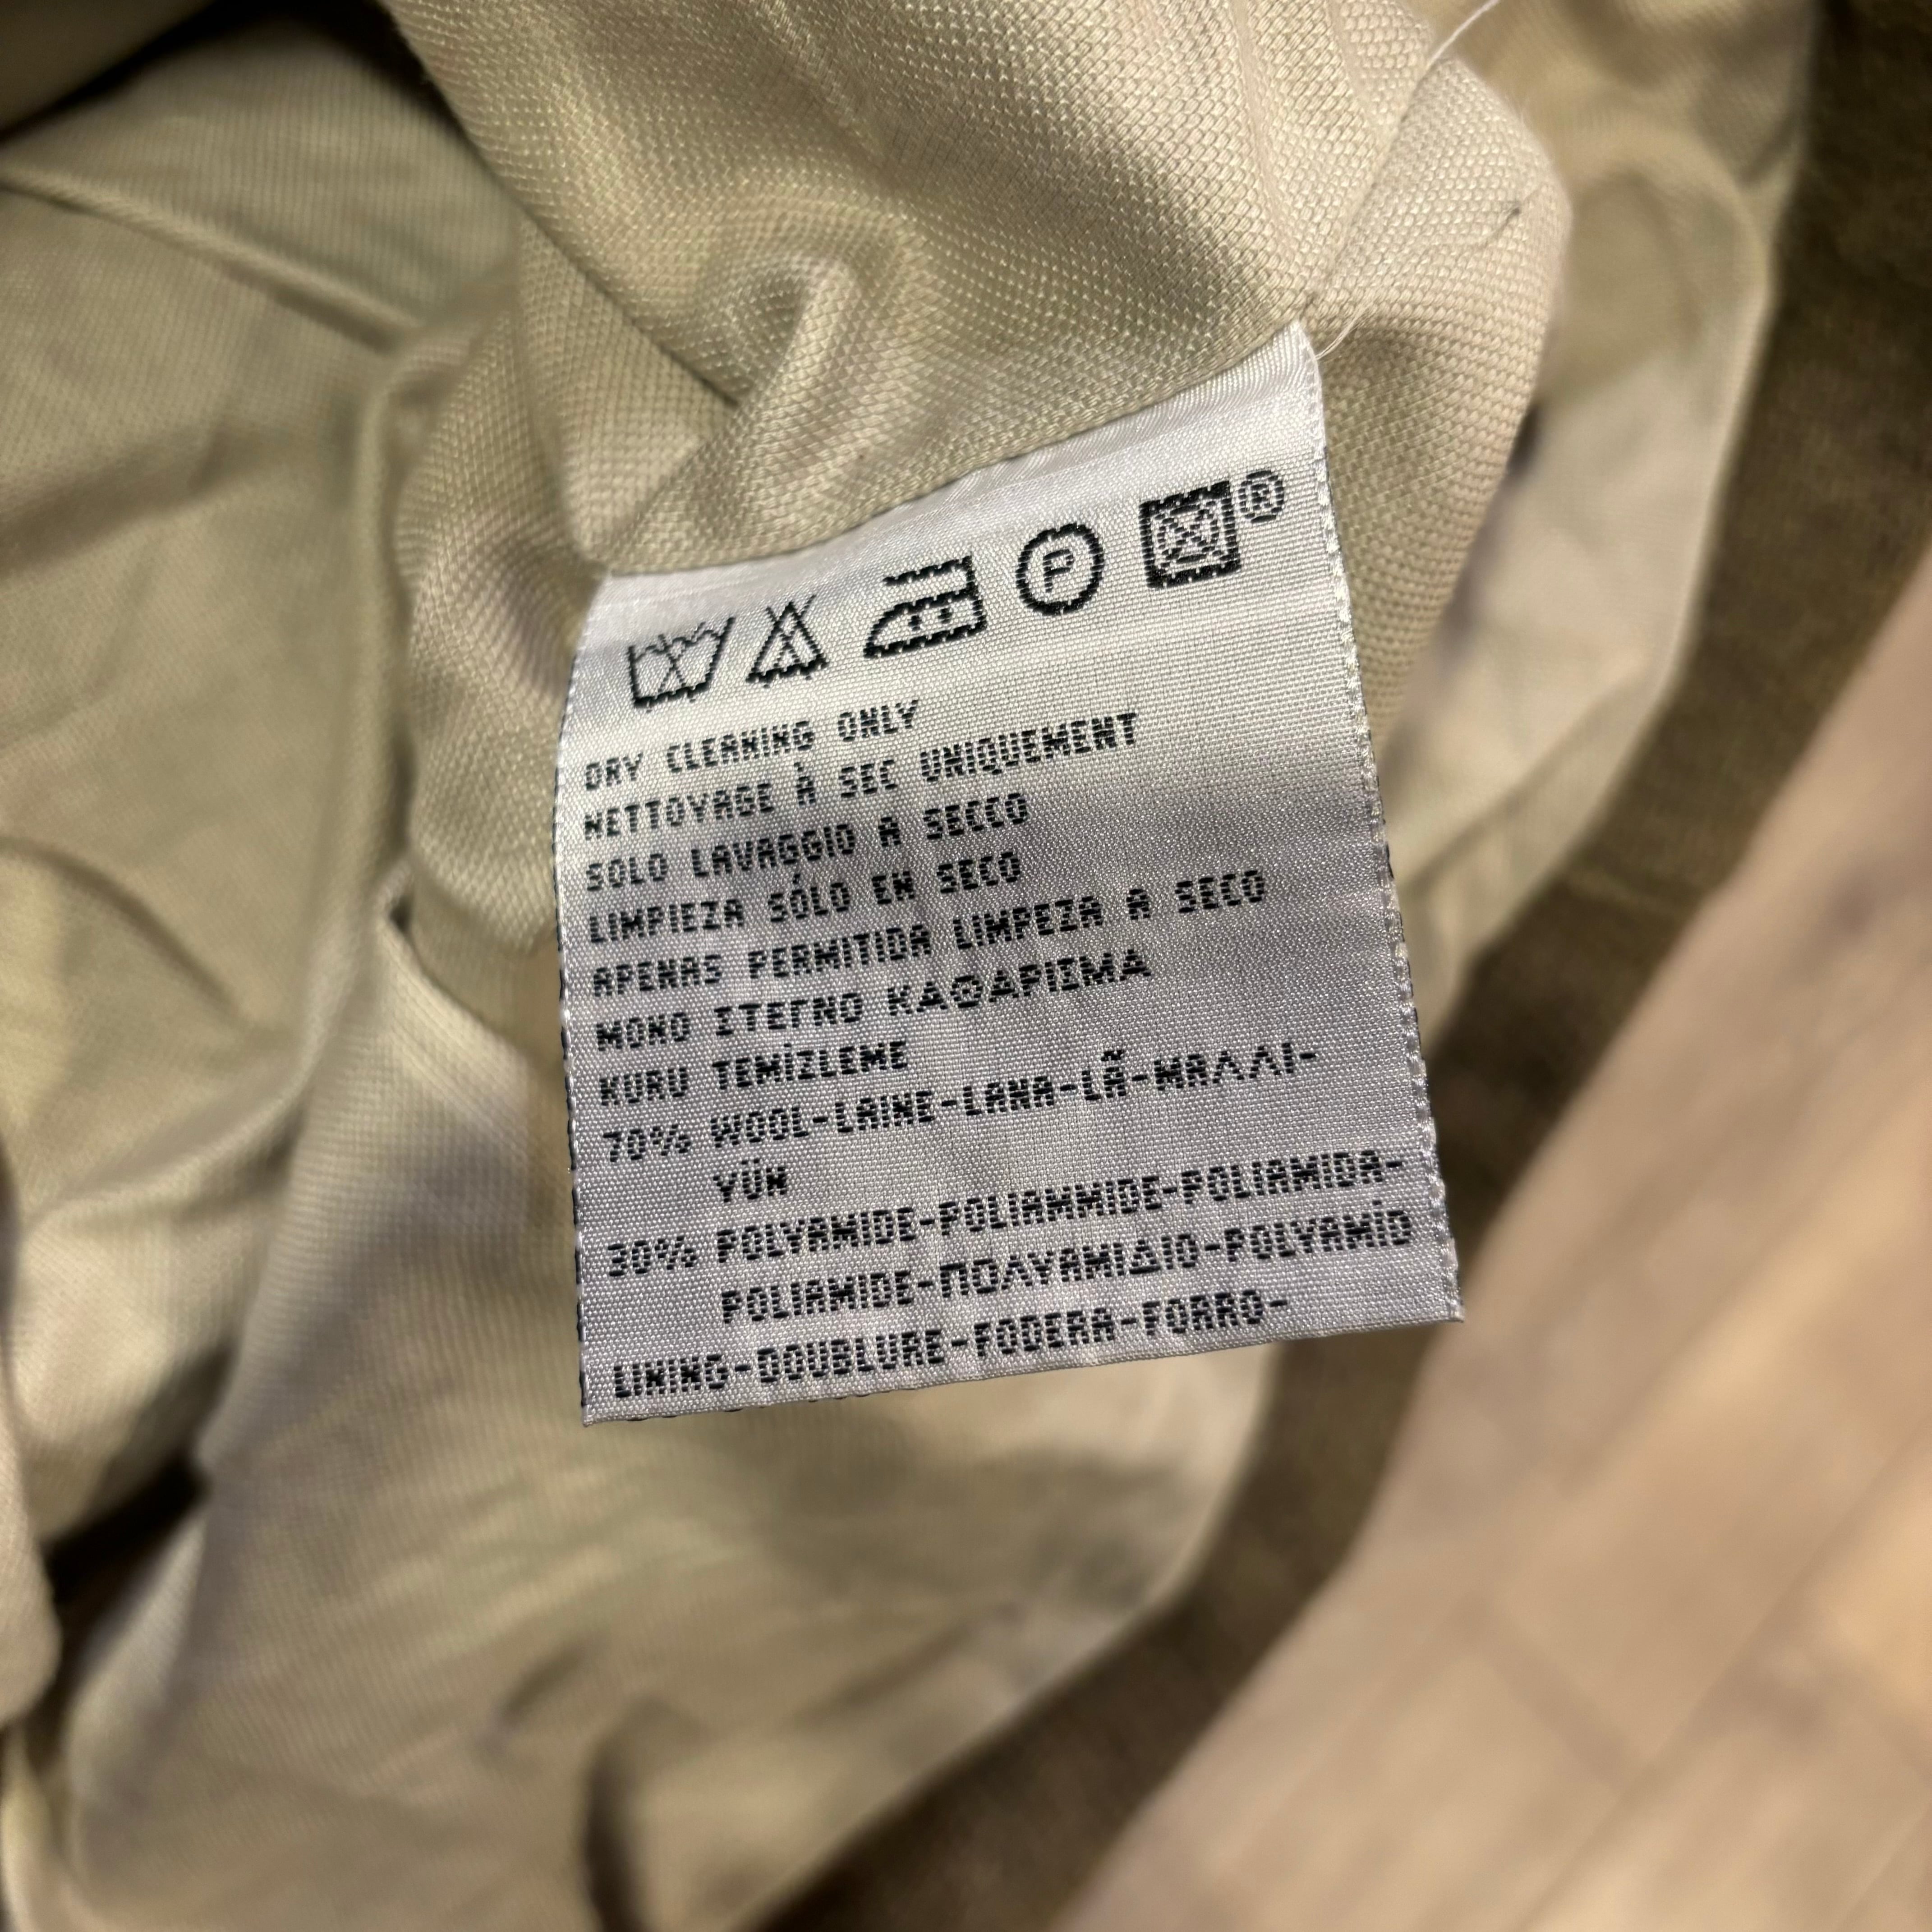 P ®
DRY CLEANING ONLY
NETTOYAGE À SEC UNIQUEMENT
SOLO LAVAGGIO A SECCO
LIMPIEZA SÓLO EN SECO
APENAS PERMITIDA LIMPEZA A SECO
ΜΟΝΟ ΣΤΕΓΝΟ ΚΑΘΑΡΙΣΜΑ
KURU TEMİZLEME
70% WOOL-LAINE-LANA-LÃ-ΜΑΛΛΙ-
YÜN
30% POLYAMIDE-POLIAMMIDE-POLIAMIDA-
POLIAMIDE-ΠΟΛΥΑΜΙΔΙΟ-POLYAMİD
LINING-DOUBLURE-FODERA-FORRO-